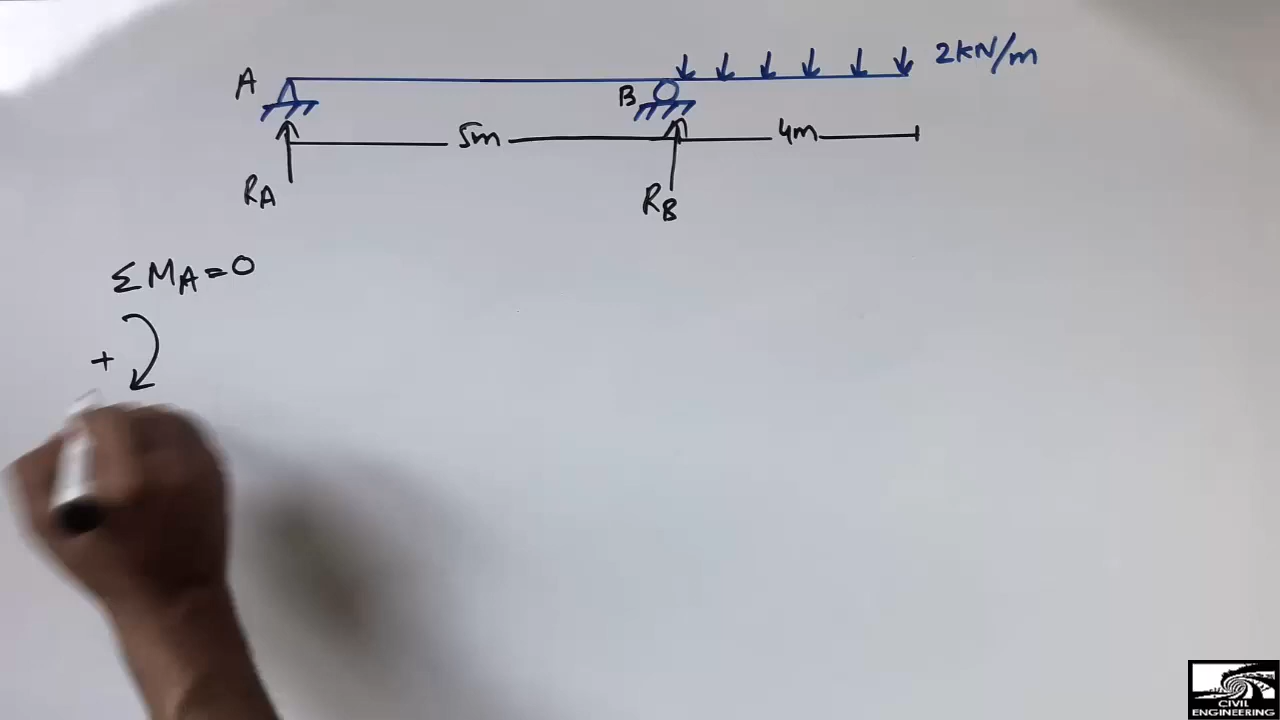 A
B
2kN/m
5m
4m
RA
RB
ΣMA=0
+
CIVIL
ENGINEERING